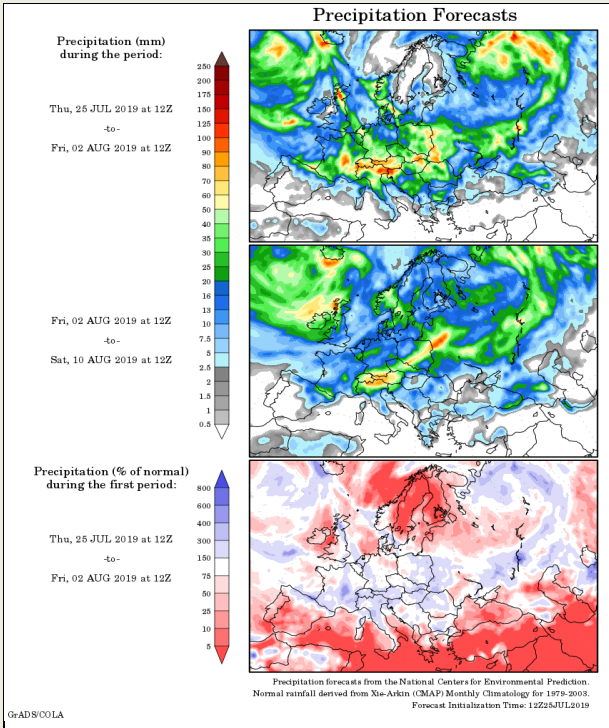 Precipitation Forecasts
Precipitation (mm)
during the period:
Thu, 25 JUL 2019 at 12Z
-to-
Fri, 02 AUG 2019 at 12Z
Fri, 02 AUG 2019 at 12Z
-to-
Sat, 10 AUG 2019 at 12Z
250
200
175
150
125
100
90
80
70
60
50
40
35
30
25
20
16
13
10
7.5
5
2.5
2
1.5
1
0.5
Precipitation (% of normal)
during the first period:
Thu, 25 JUL 2019 at 12Z
-to-
Fri, 02 AUG 2019 at 12Z
800
600
400
300
150
75
50
25
10
5
Precipitation forecasts from the National Centers for Environmental Prediction.
Normal rainfall derived from Xie-Arkin (CMAP) Monthly Climatology for 1979-2003.
Forecast Initialization Time: 12Z25JUL2019
GrADS/COLA